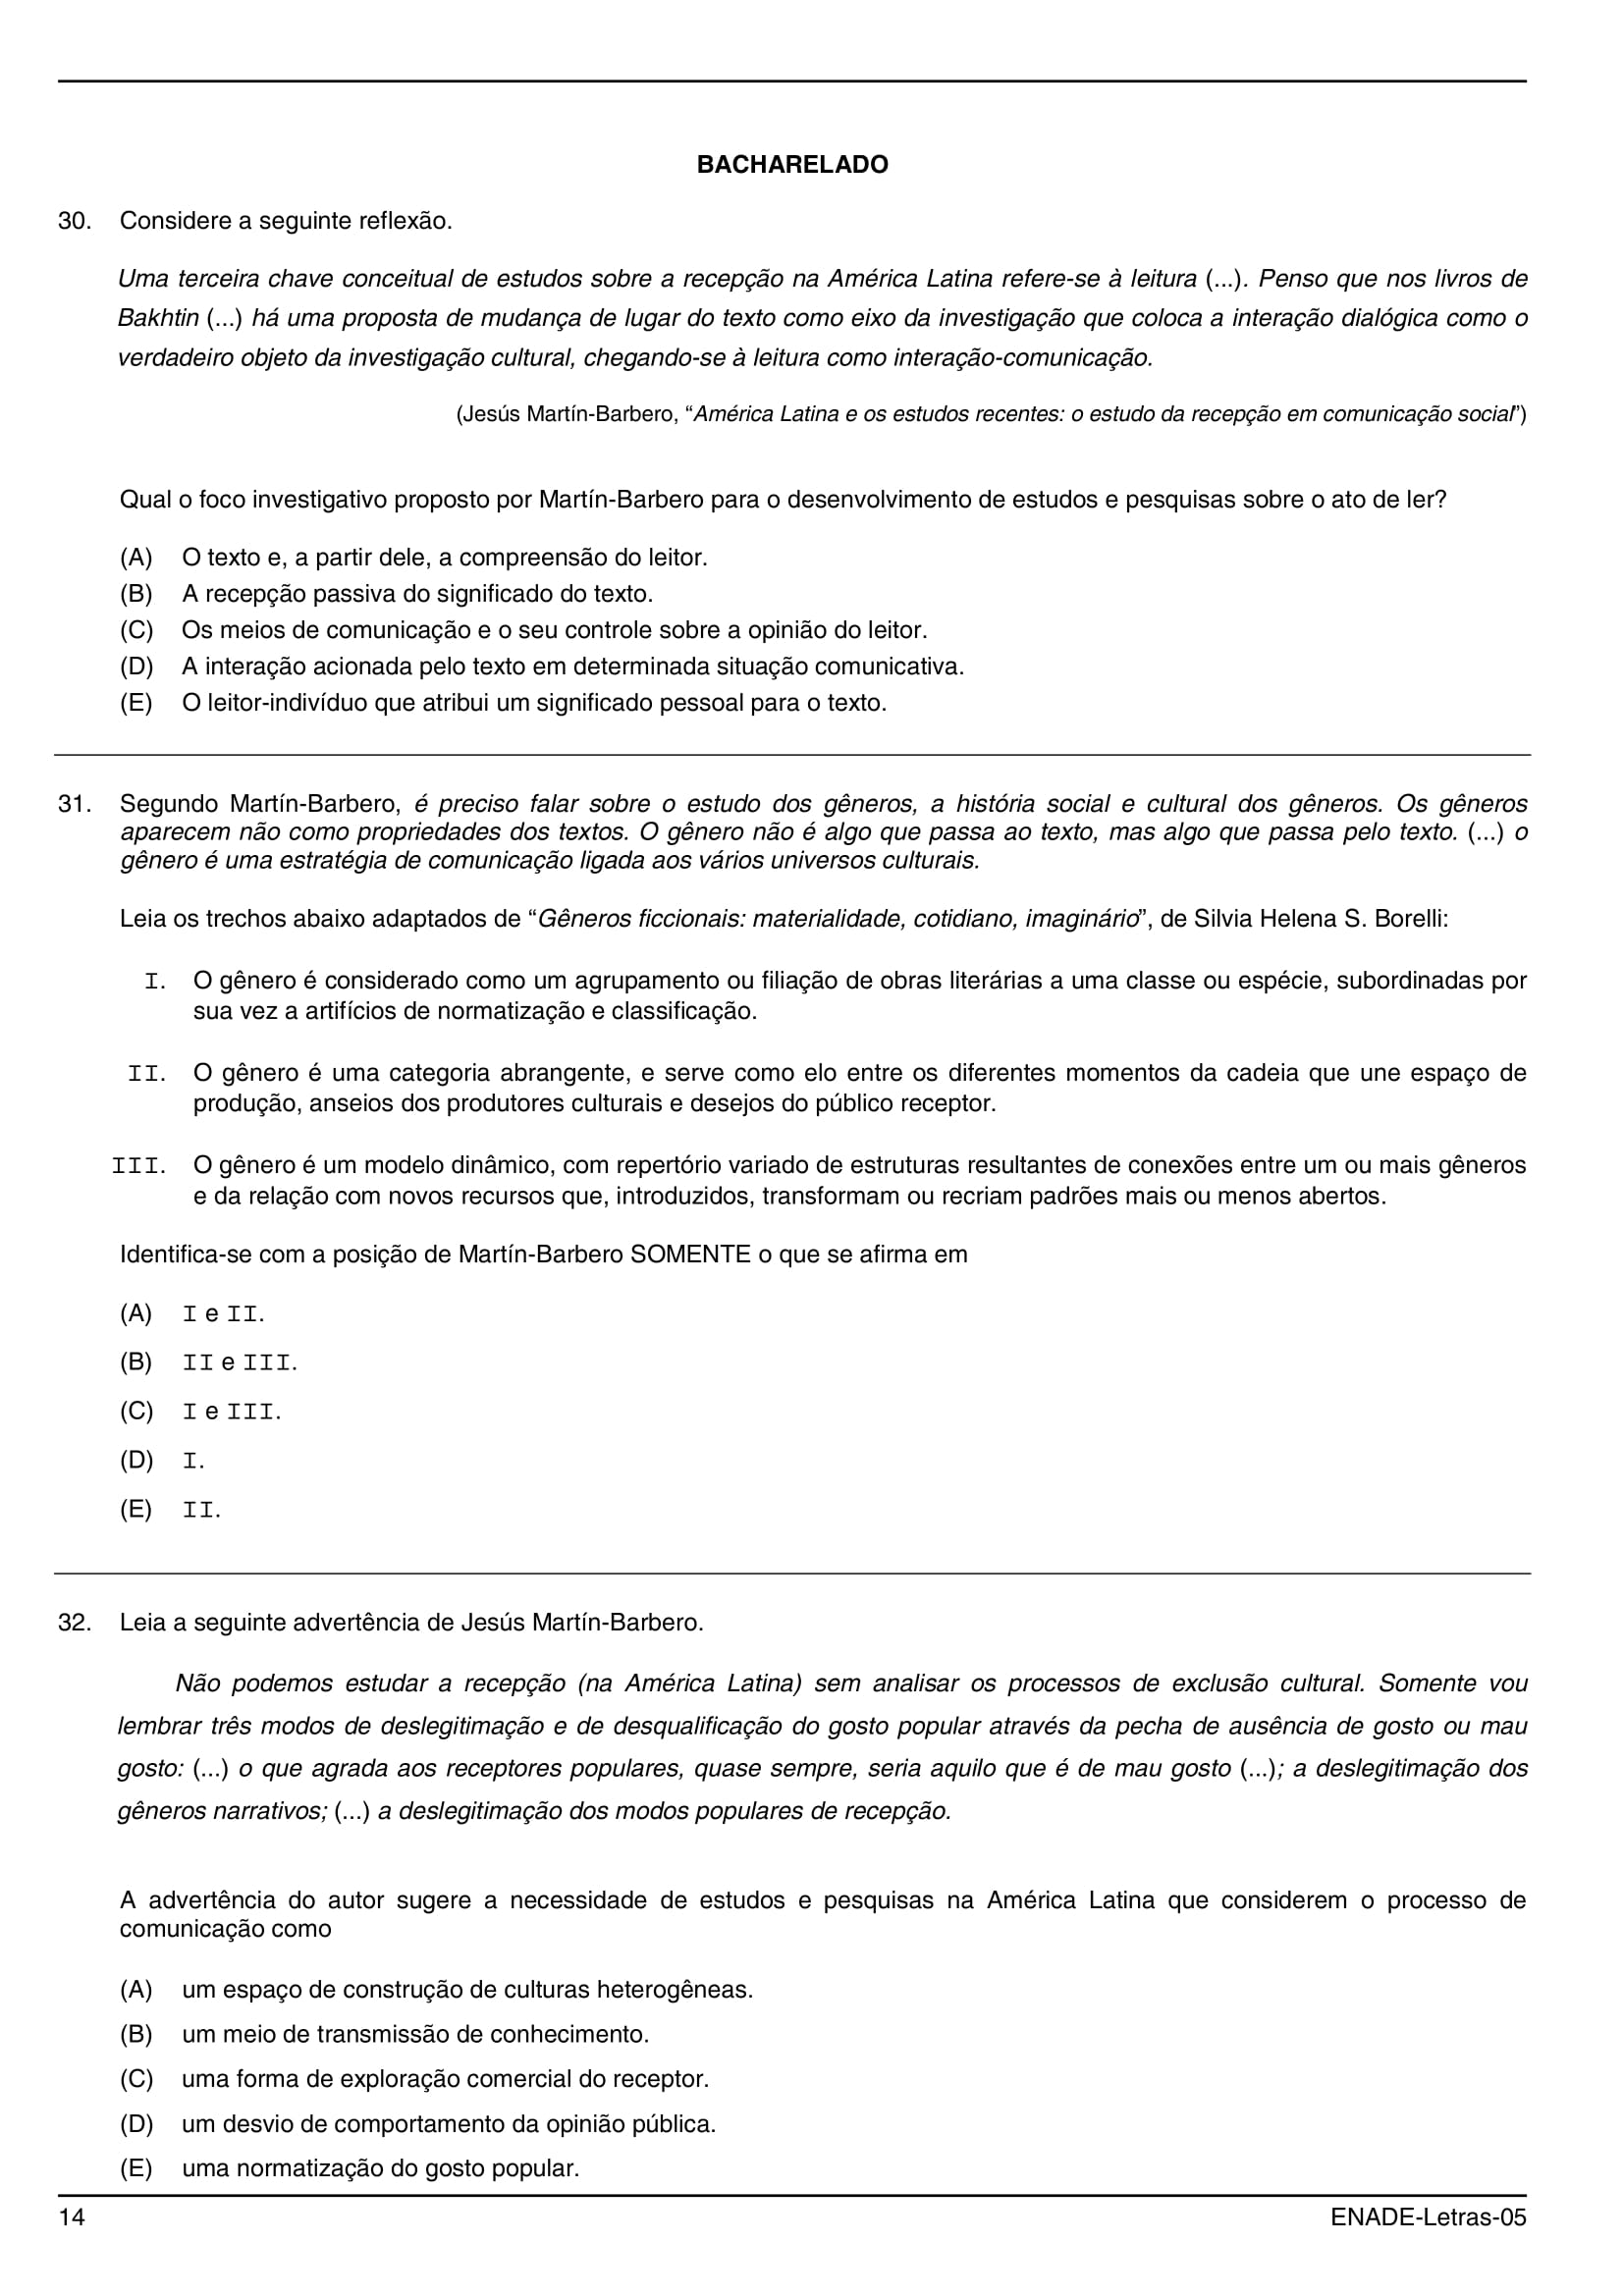 BACHARELADO
30. Considere a seguinte reflexão.
Uma terceira chave conceitual de estudos sobre a recepção na América Latina refere-se à leitura (...). Penso que nos livros de
Bakhtin (...) há uma proposta de mudança de lugar do texto como eixo da investigação que coloca a interação dialógica como o
verdadeiro objeto da investigação cultural, chegando-se à leitura como interação-comunicação.
(Jesús Martín-Barbero, “América Latina e os estudos recentes: o estudo da recepção em comunicação social”)
Qual o foco investigativo proposto por Martín-Barbero para o desenvolvimento de estudos e pesquisas sobre o ato de ler?
(A) O texto e, a partir dele, a compreensão do leitor.
(B) A recepção passiva do significado do texto.
(C) Os meios de comunicação e o seu controle sobre a opinião do leitor.
(D) A interação acionada pelo texto em determinada situação comunicativa.
(E) O leitor-indivíduo que atribui um significado pessoal para o texto.
31. Segundo Martín-Barbero, é preciso falar sobre o estudo dos gêneros, a história social e cultural dos gêneros. Os gêneros
aparecem não como propriedades dos textos. O gênero não é algo que passa ao texto, mas algo que passa pelo texto. (...) o
gênero é uma estratégia de comunicação ligada aos vários universos culturais.
Leia os trechos abaixo adaptados de “Gêneros ficcionais: materialidade, cotidiano, imaginário”, de Silvia Helena S. Borelli:
I. O gênero é considerado como um agrupamento ou filiação de obras literárias a uma classe ou espécie, subordinadas por
sua vez a artifícios de normatização e classificação.
II. O gênero é uma categoria abrangente, e serve como elo entre os diferentes momentos da cadeia que une espaço de
produção, anseios dos produtores culturais e desejos do público receptor.
III. O gênero é um modelo dinâmico, com repertório variado de estruturas resultantes de conexões entre um ou mais gêneros
e da relação com novos recursos que, introduzidos, transformam ou recriam padrões mais ou menos abertos.
Identifica-se com a posição de Martín-Barbero SOMENTE o que se afirma em
(A) I e II.
(B) II e III.
(C) I e III.
(D) I.
(E) II.
32. Leia a seguinte advertência de Jesús Martín-Barbero.
Não podemos estudar a recepção (na América Latina) sem analisar os processos de exclusão cultural. Somente vou
lembrar três modos de deslegitimação e de desqualificação do gosto popular através da pecha de ausência de gosto ou mau
gosto: (...) o que agrada aos receptores populares, quase sempre, seria aquilo que é de mau gosto (...); a deslegitimação dos
gêneros narrativos; (...) a deslegitimação dos modos populares de recepção.
A advertência do autor sugere a necessidade de estudos e pesquisas na América Latina que considerem o processo de
comunicação como
(A) um espaço de construção de culturas heterogêneas.
(B) um meio de transmissão de conhecimento.
(C) uma forma de exploração comercial do receptor.
(D) um desvio de comportamento da opinião pública.
(E) uma normatização do gosto popular.
14 ENADE-Letras-05